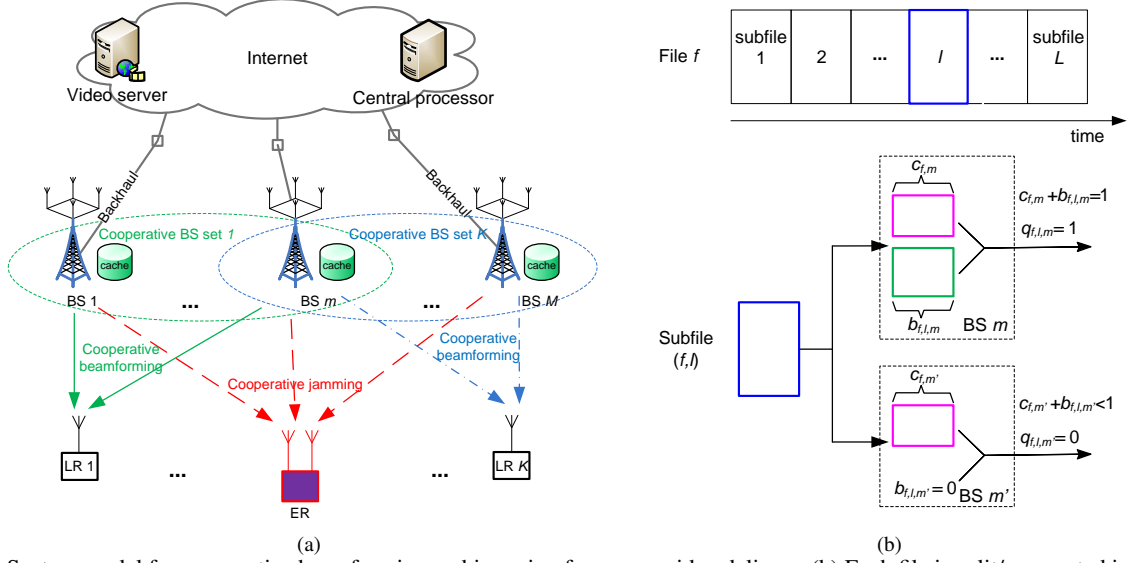 Internet
Video server
Central processor
Backhaul
Backhaul
Cooperative BS set 1
Cooperative BS set K
cache
cache
cache
BS 1
...
BS m
...
BS M
Cooperative
beamforming
Cooperative
beamforming
Cooperative jamming
LR 1
...
ER
...
LR K
(a)
File f
subfile
1
2
...
l
...
subfile
L
time
Subfile
(f,l)
c_{f,m}
c_{f,m}+b_{f,l,m}=1
q_{f,l,m}=1
b_{f,l,m}
BS m
c_{f,m'}
c_{f,m'}+b_{f,l,m'}<1
q_{f,l,m'}=0
b_{f,l,m'}=0
BS m'
(b)